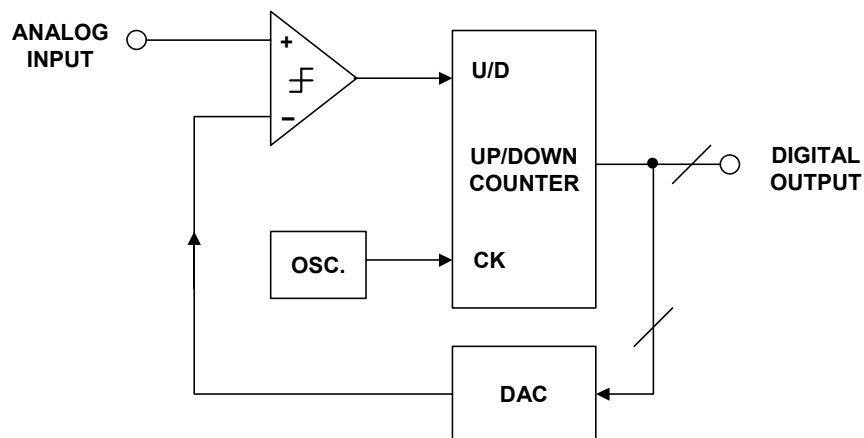 ANALOG
INPUT
+
−
U/D
UP/DOWN
COUNTER
CK
OSC.
DIGITAL
OUTPUT
DAC